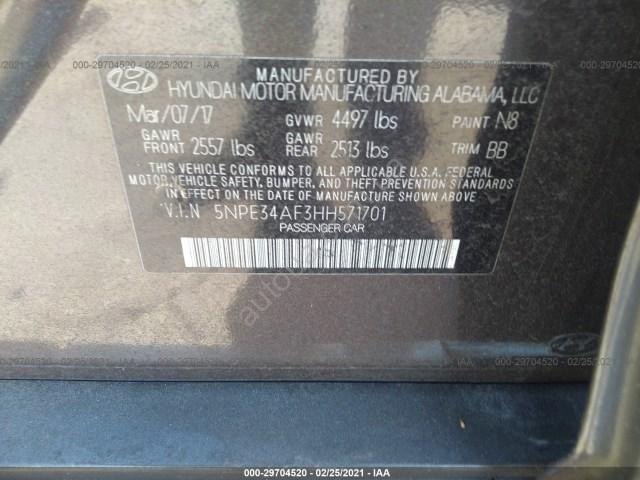 000-29704520 - 02/25/2021 - IAA
000-29704520 - 02/25/2021 - IAA
MANUFACTURED BY
HYUNDAI MOTOR MANUFACTURING ALABAMA, LLC
Mar/07/17 GVWR 4497 lbs PAINT N8
GAWR FRONT 2557 lbs GAWR REAR 2513 lbs TRIM BB
THIS VEHICLE CONFORMS TO ALL APPLICABLE U.S.A. FEDERAL
MOTOR VEHICLE SAFETY, BUMPER, AND THEFT PREVENTION STANDARDS
IN EFFECT ON THE DATE OF MANUFACTURE SHOWN ABOVE
V.I.N 5NPE34AF3HH571701
PASSENGER CAR
000-29704520 - 02/25/2021 - IAA
000-29704520 - 02/25/2021 - IAA
000-29704520 - 02/25/2021 - IAA